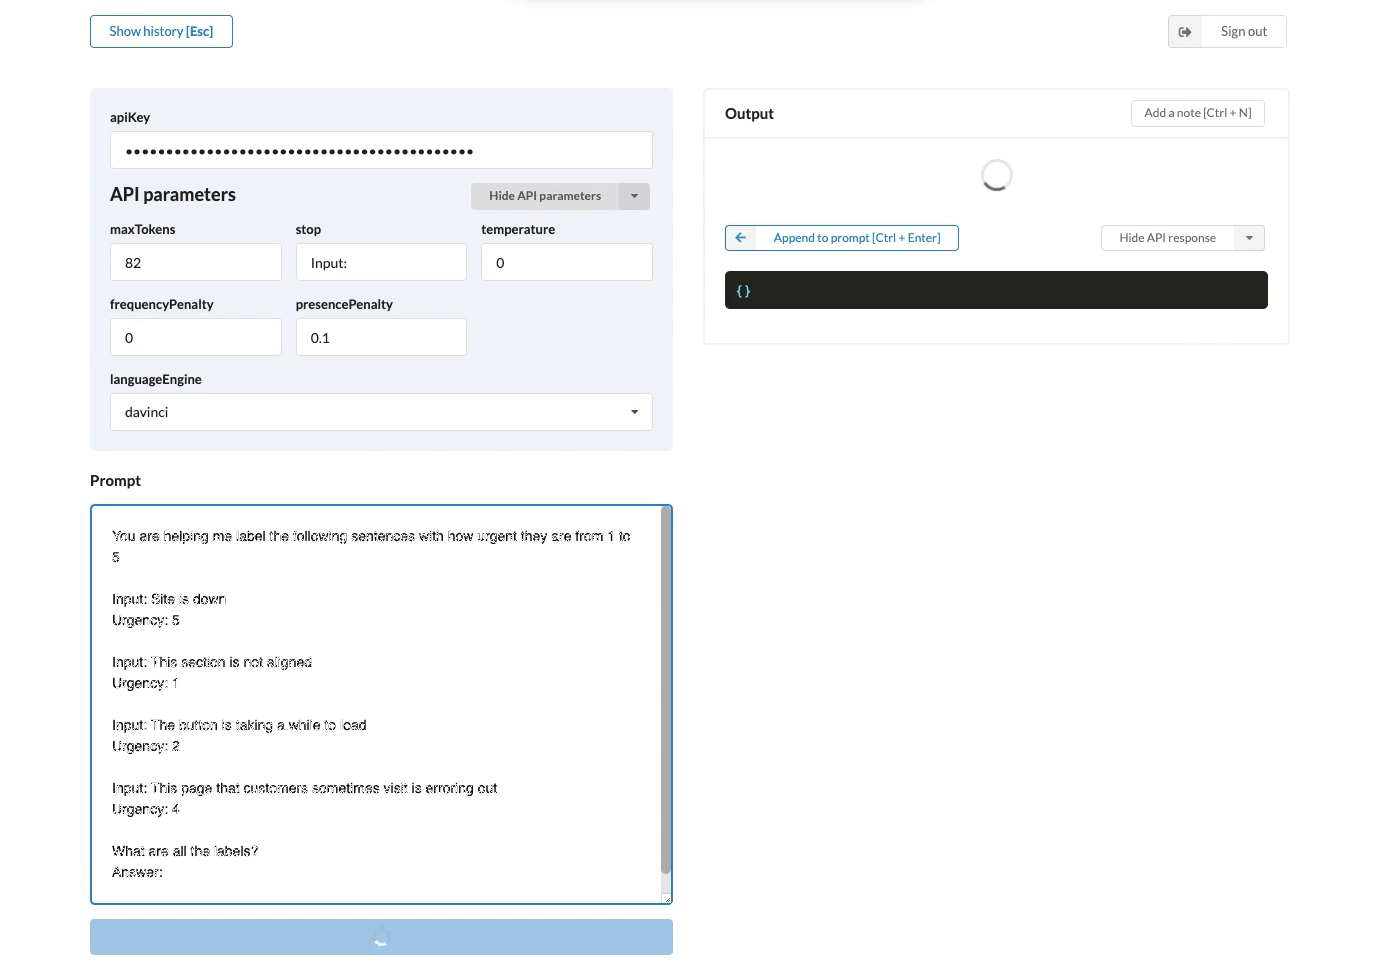 Show history [Esc]
Sign out
apiKey
••••••••••••••••••••••••••••••••••••••••••••
API parameters
Hide API parameters
maxTokens
stop
temperature
82
Input:
0
frequencyPenalty
presencePenalty
0
0.1
languageEngine
davinci
Prompt
You are helping me label the following sentences with how urgent they are from 1 to
5
Input: Site is down
Urgency: 5
Input: This section is not aligned
Urgency: 1
Input: The button is taking a while to load
Urgency: 2
Input: This page that customers sometimes visit is erroring out
Urgency: 4
What are all the labels?
Answer:
Output
Add a note [Ctrl + N]
Append to prompt [Ctrl + Enter]
Hide API response
{}